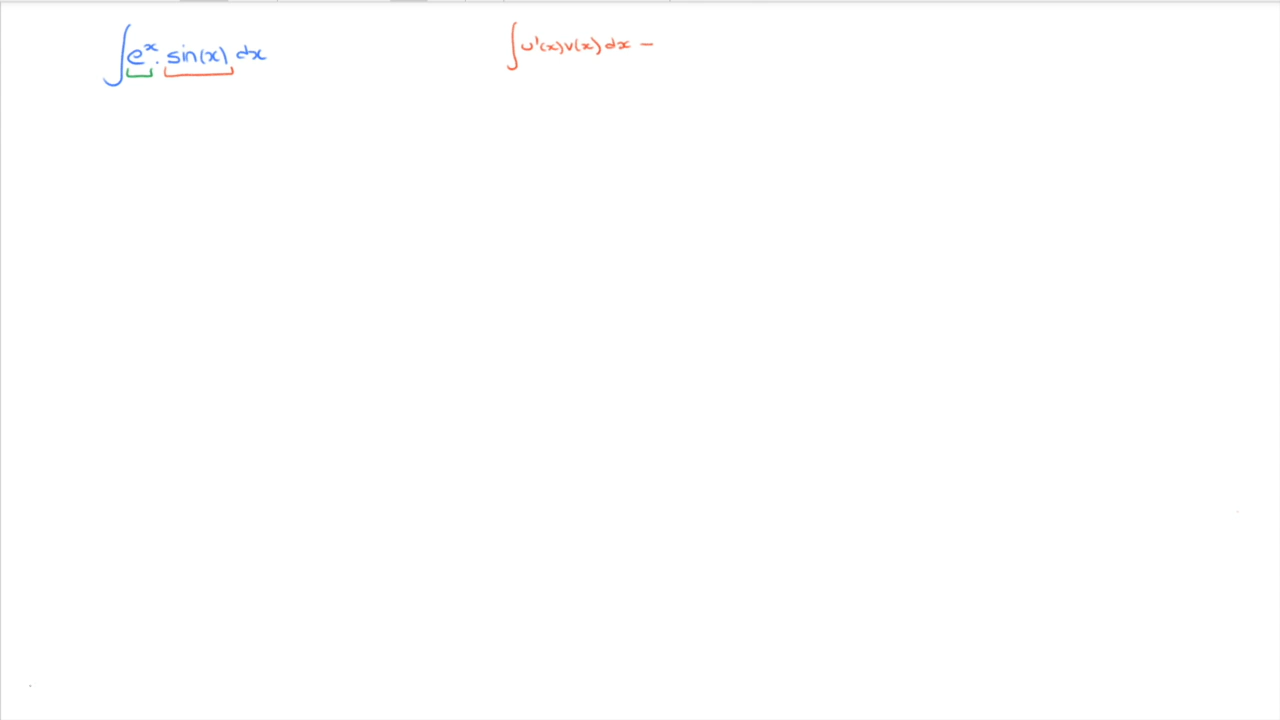 ∫ eˣ · sin(x) dx
∫ u'(x)v(x) dx −